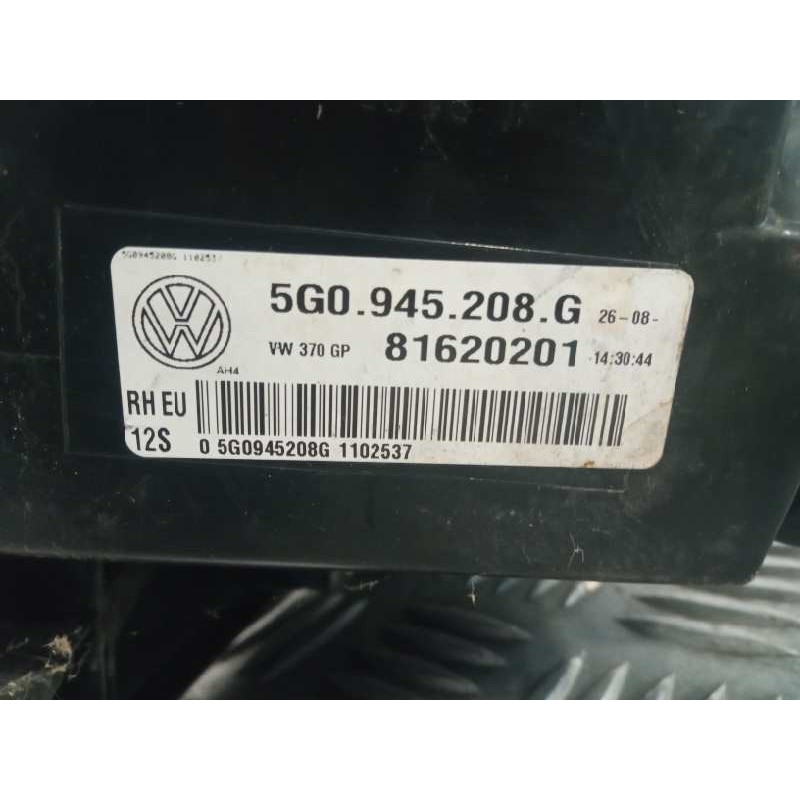 5G0945208G 1102537
5G0.945.208.G 26-08-
VW 370 GP 81620201 14:30:44
AH4
RH EU
12S 0 5G0945208G 1102537